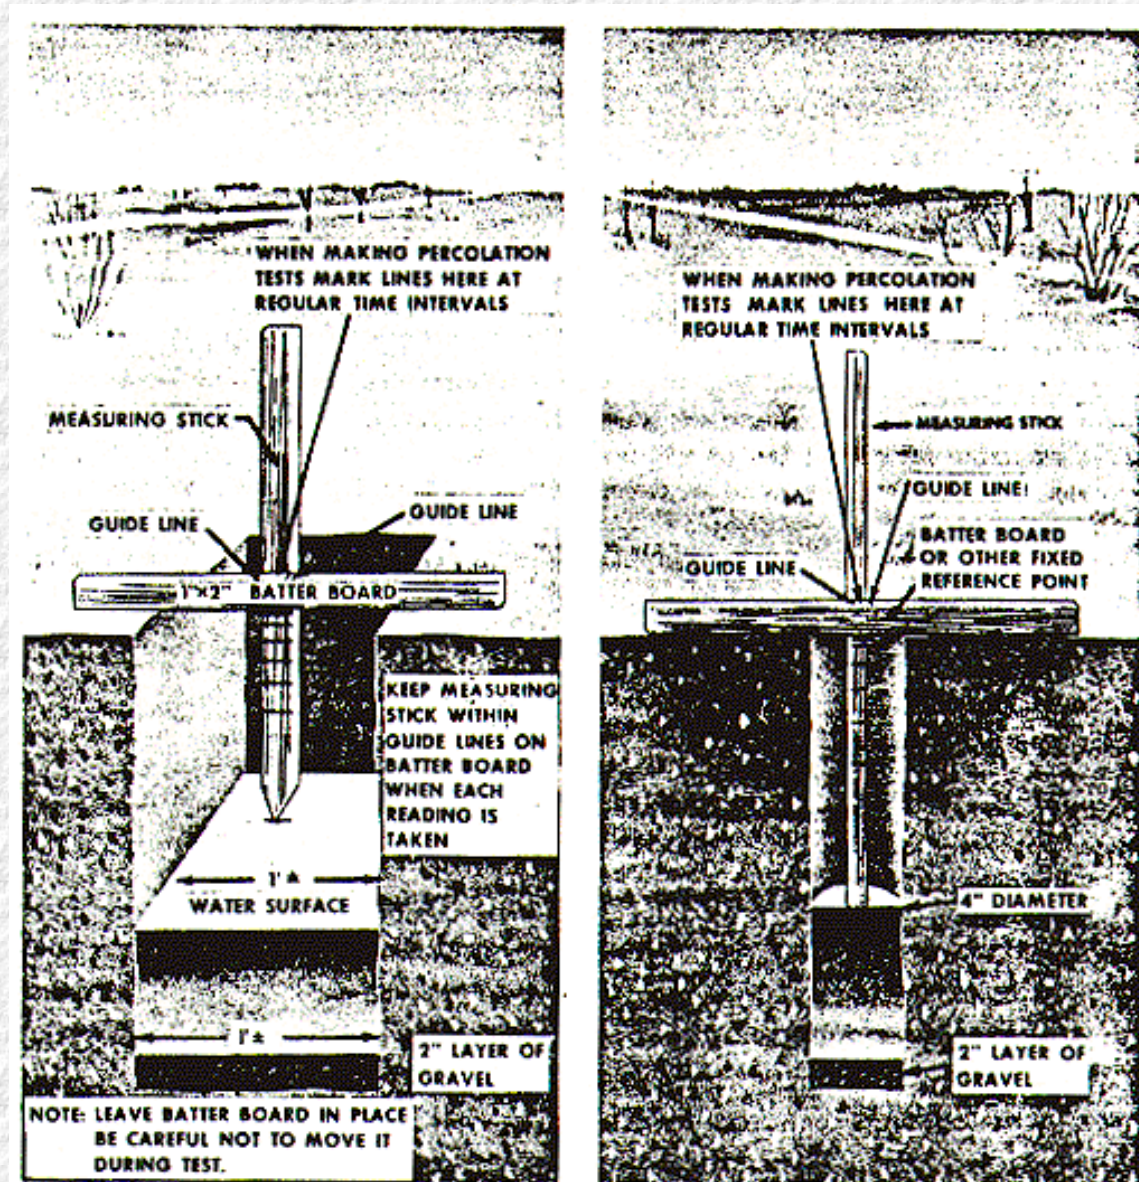 WHEN MAKING PERCOLATION
TESTS MARK LINES HERE AT
REGULAR TIME INTERVALS
MEASURING STICK
GUIDE LINE
GUIDE LINE
1"×2" BATTER BOARD
KEEP MEASURING
STICK WITHIN
GUIDE LINES ON
BATTER BOARD
WHEN EACH
READING IS
TAKEN
1' ±
WATER SURFACE
1' ±
2" LAYER OF
GRAVEL
NOTE: LEAVE BATTER BOARD IN PLACE
BE CAREFUL NOT TO MOVE IT
DURING TEST.
WHEN MAKING PERCOLATION
TESTS MARK LINES HERE AT
REGULAR TIME INTERVALS
MEASURING STICK
GUIDE LINE
BATTER BOARD
OR OTHER FIXED
REFERENCE POINT
GUIDE LINE
4" DIAMETER
2" LAYER OF
GRAVEL